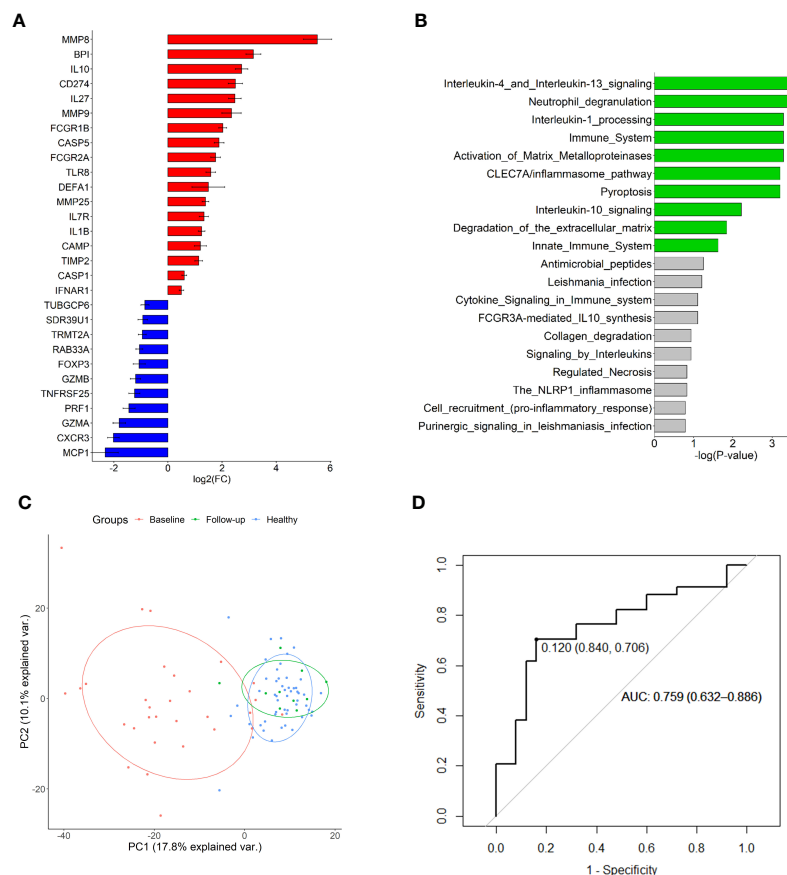 A
MMP8
BPI
IL10
CD274
IL27
MMP9
FCGR1B
CASP5
FCGR2A
TLR8
DEFA1
MMP25
IL7R
IL1B
CAMP
TIMP2
CASP1
IFNAR1
TUBGCP6
SDR39U1
TRMT2A
RAB33A
FOXP3
GZMB
TNFRSF25
PRF1
GZMA
CXCR3
MCP1
-2 0 2 4 6
log2(FC)
B
Interleukin-4_and_Interleukin-13_signaling
Neutrophil_degranulation
Interleukin-1_processing
Immune_System
Activation_of_Matrix_Metalloproteinases
CLEC7A/inflammasome_pathway
Pyroptosis
Interleukin-10_signaling
Degradation_of_the_extracellular_matrix
Innate_Immune_System
Antimicrobial_peptides
Leishmania_infection
Cytokine_Signaling_in_Immune_system
FCGR3A-mediated_IL10_synthesis
Collagen_degradation
Signaling_by_Interleukins
Regulated_Necrosis
The_NLRP1_inflammasome
Cell_recruitment_(pro-inflammatory_response)
Purinergic_signaling_in_leishmaniasis_infection
0 1 2 3
-log(P-value)
C
Groups Baseline Follow-up Healthy
PC2 (10.1% explained var.)
20
0
-20
-40 -20 0 20
PC1 (17.8% explained var.)
D
Sensitivity
1.0
0.8
0.6
0.4
0.2
0.0
0.120 (0.840, 0.706)
AUC: 0.759 (0.632–0.886)
0.0 0.2 0.4 0.6 0.8 1.0
1 - Specificity